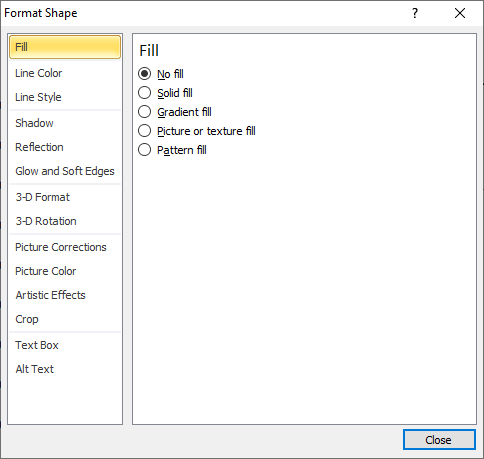 Format Shape
?
Fill
Line Color
Line Style
Shadow
Reflection
Glow and Soft Edges
3-D Format
3-D Rotation
Picture Corrections
Picture Color
Artistic Effects
Crop
Text Box
Alt Text
Fill
No fill
Solid fill
Gradient fill
Picture or texture fill
Pattern fill
Close